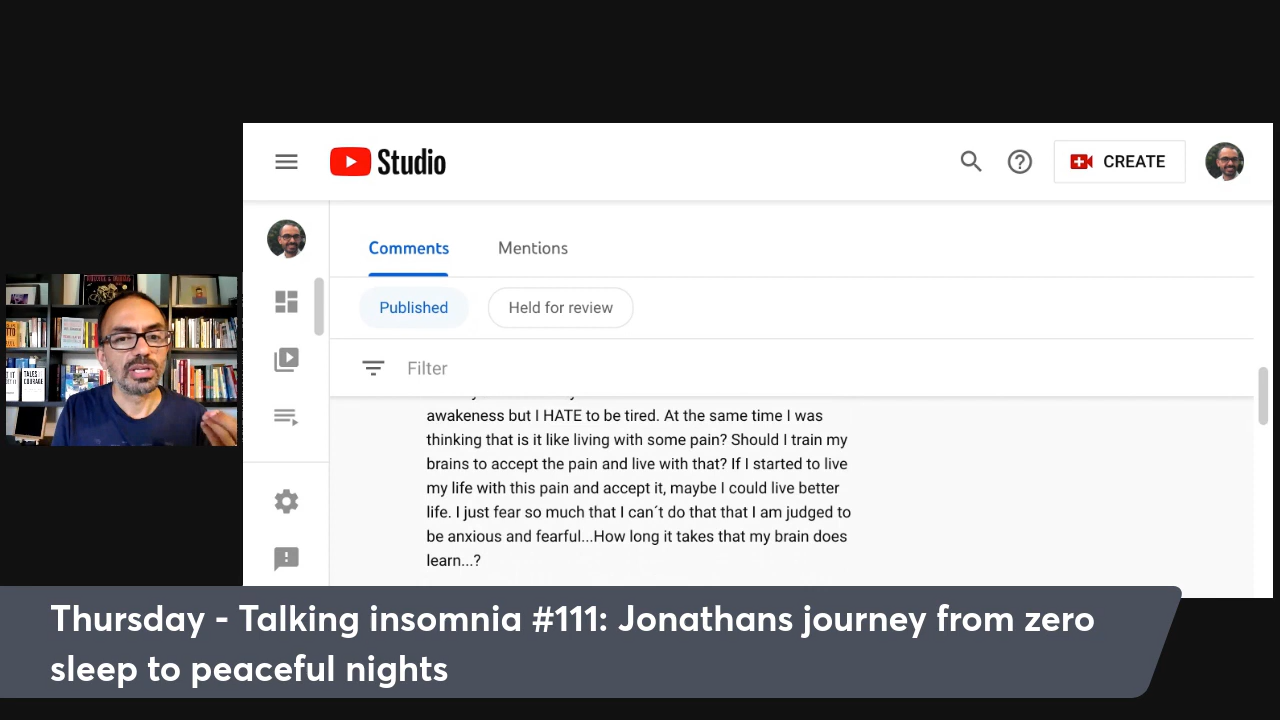 Studio
CREATE
Comments
Mentions
Published
Held for review
Filter
awakeness but I HATE to be tired. At the same time I was
thinking that is it like living with some pain? Should I train my
brains to accept the pain and live with that? If I started to live
my life with this pain and accept it, maybe I could live better
life. I just fear so much that I can´t do that that I am judged to
be anxious and fearful...How long it takes that my brain does
learn...?
TALES
COURAGE
Thursday - Talking insomnia #111: Jonathans journey from zero
sleep to peaceful nights